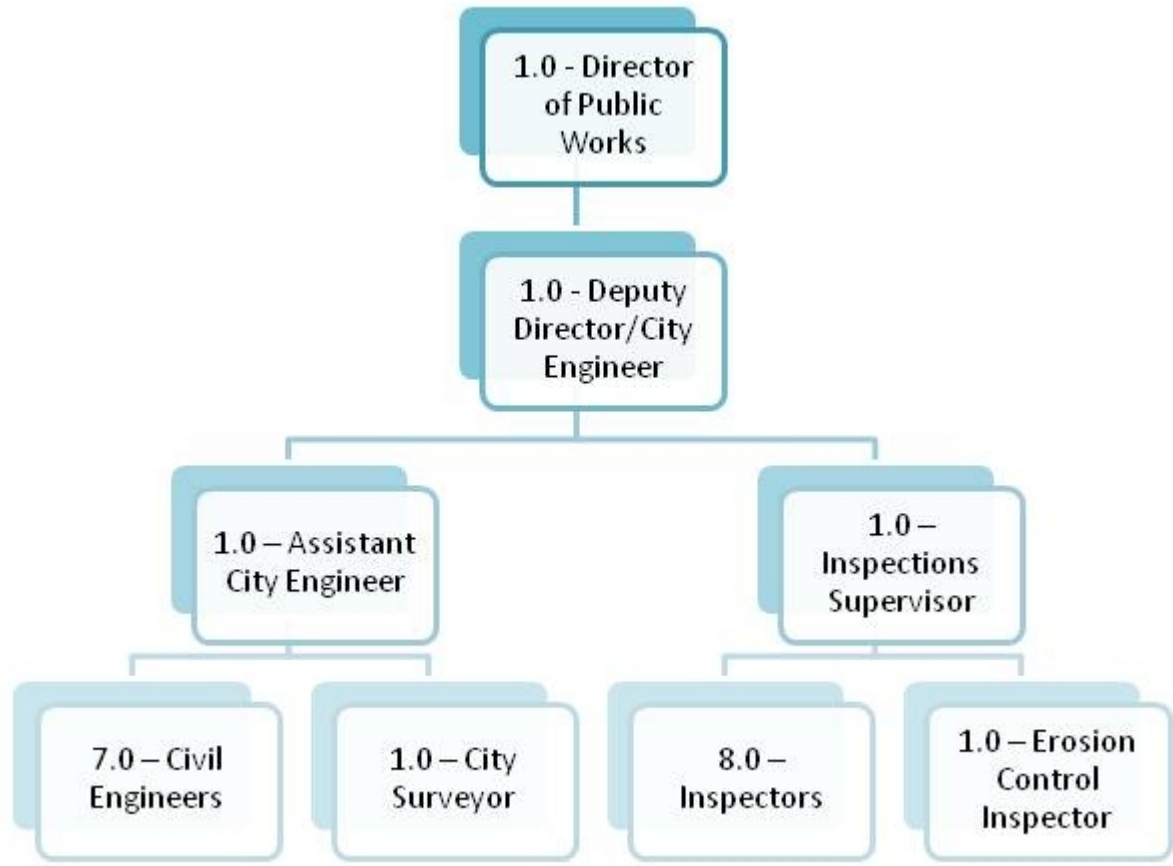 1.0 - Director
of Public
Works
1.0 - Deputy
Director/City
Engineer
1.0 – Assistant
City Engineer
1.0 –
Inspections
Supervisor
7.0 – Civil
Engineers
1.0 – City
Surveyor
8.0 –
Inspectors
1.0 – Erosion
Control
Inspector